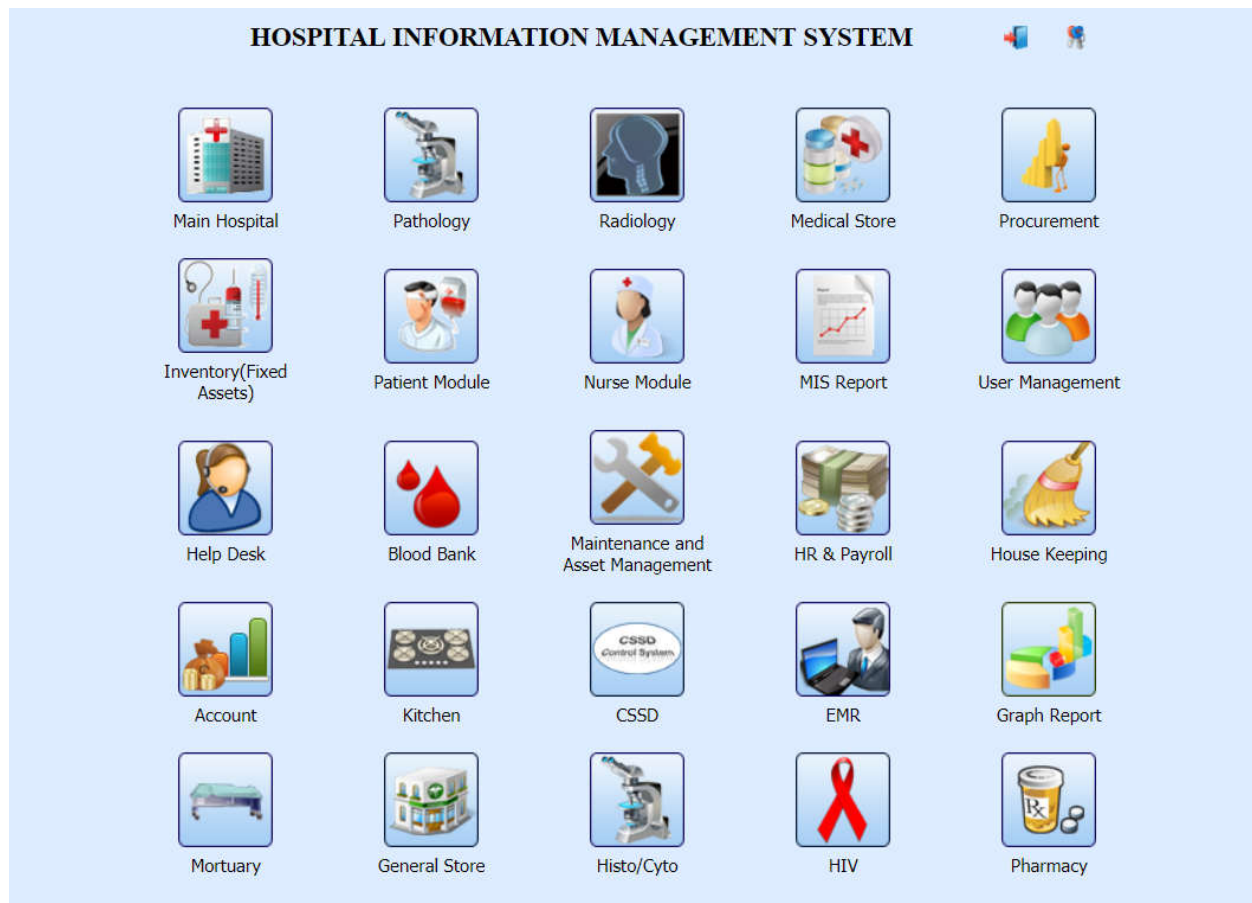 HOSPITAL INFORMATION MANAGEMENT SYSTEM
Main Hospital
Pathology
Radiology
Medical Store
Procurement
Inventory(Fixed
Assets)
Patient Module
Nurse Module
Report
MIS Report
User Management
Help Desk
Blood Bank
Maintenance and
Asset Management
HR & Payroll
House Keeping
Account
Kitchen
CSSD
Control System
CSSD
EMR
Graph Report
Mortuary
General Store
Histo/Cyto
HIV
Rx
Pharmacy